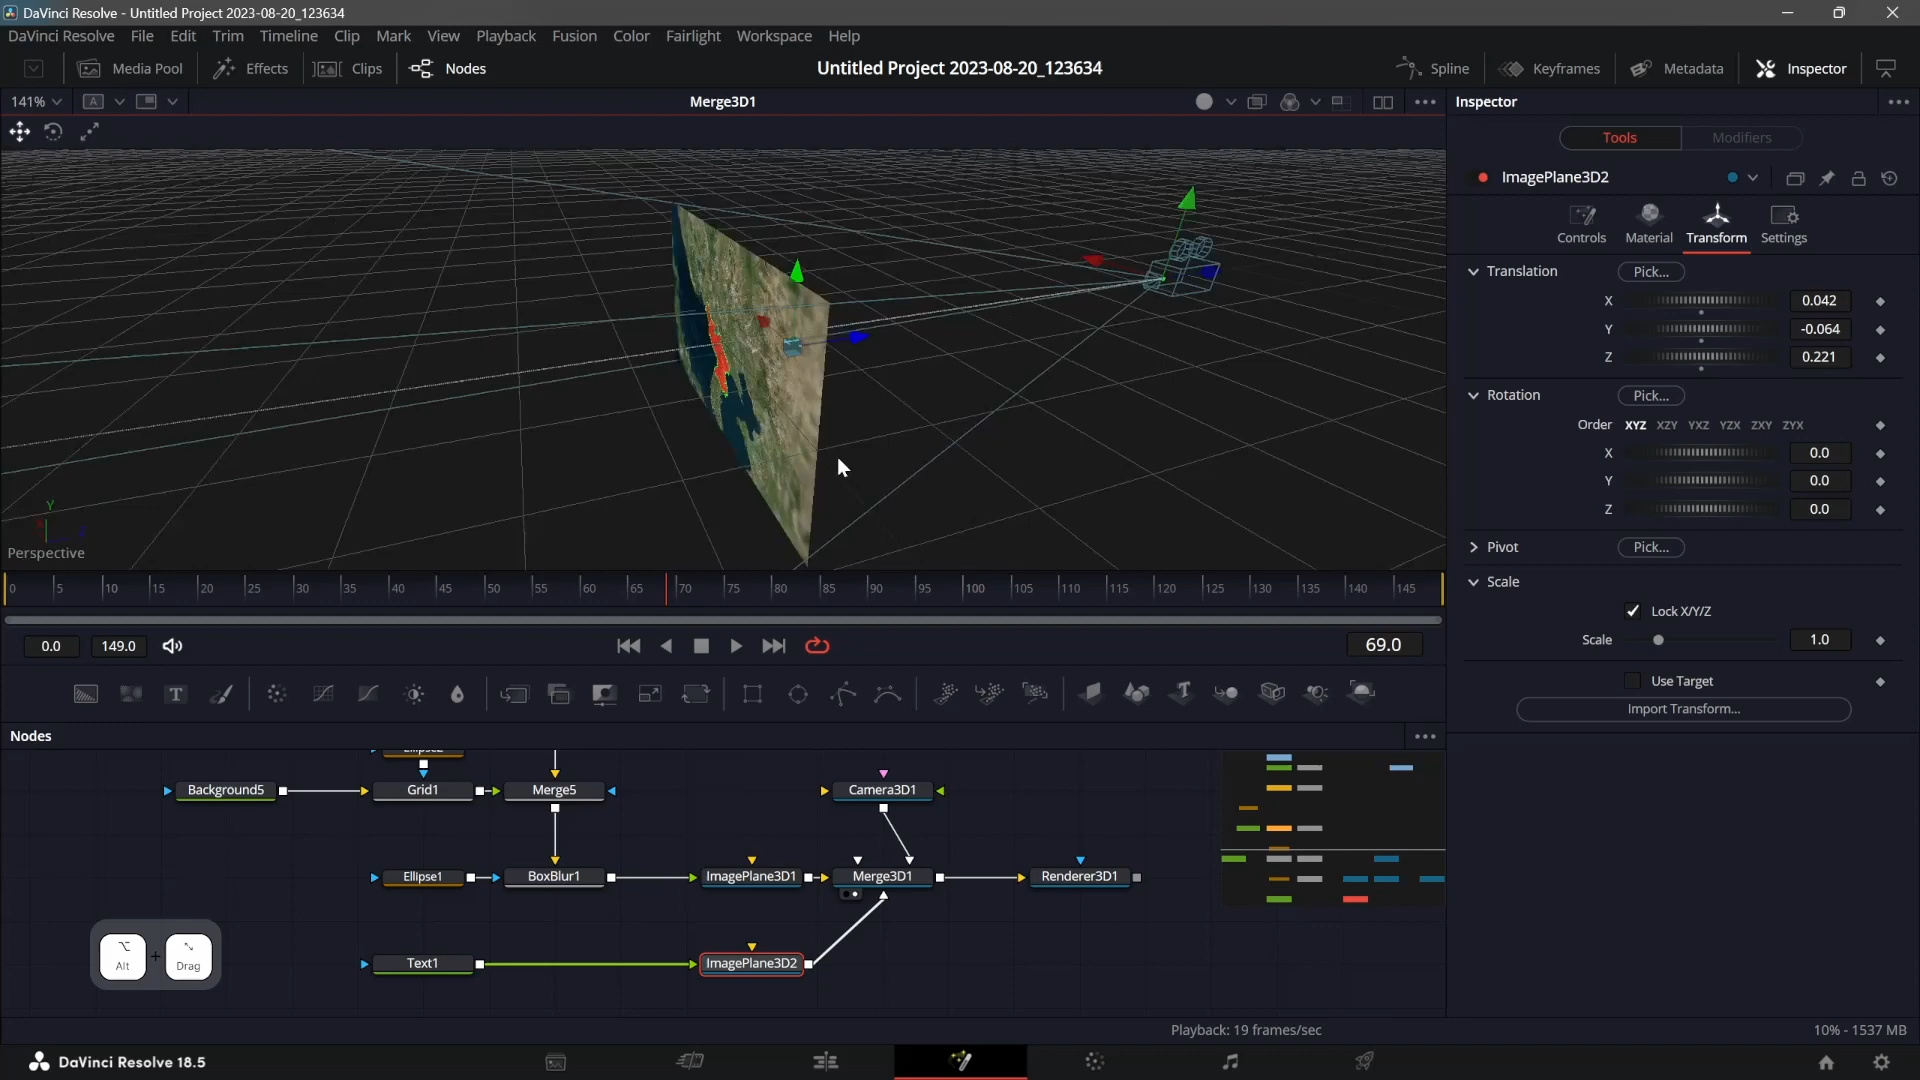 DaVinci Resolve - Untitled Project 2023-08-20_123634
DaVinci Resolve File Edit Trim Timeline Clip Mark View Playback Fusion Color Fairlight Workspace Help
Media Pool Effects Clips Nodes Untitled Project 2023-08-20_123634 Spline Keyframes Metadata Inspector
141% A Merge3D1 Inspector
Tools Modifiers
ImagePlane3D2
Controls Material Transform Settings
Translation Pick...
X 0.042
Y -0.064
Z 0.221
Rotation Pick...
Order XYZ XZY YXZ YZX ZXY ZYX
X 0.0
Y 0.0
Z 0.0
Pivot Pick...
Scale
Lock X/Y/Z
Scale 1.0
Use Target
Import Transform...
Y
Perspective
0 5 10 15 20 25 30 35 40 45 50 55 60 65 70 75 80 85 90 95 100 105 110 115 120 125 130 135 140 145
0.0 149.0 69.0
T T
Nodes
Background5 Grid1 Merge5 Camera3D1
Ellipse1 BoxBlur1 ImagePlane3D1 Merge3D1 Renderer3D1
Text1 ImagePlane3D2
Alt + Drag
Playback: 19 frames/sec 10% - 1537 MB
DaVinci Resolve 18.5